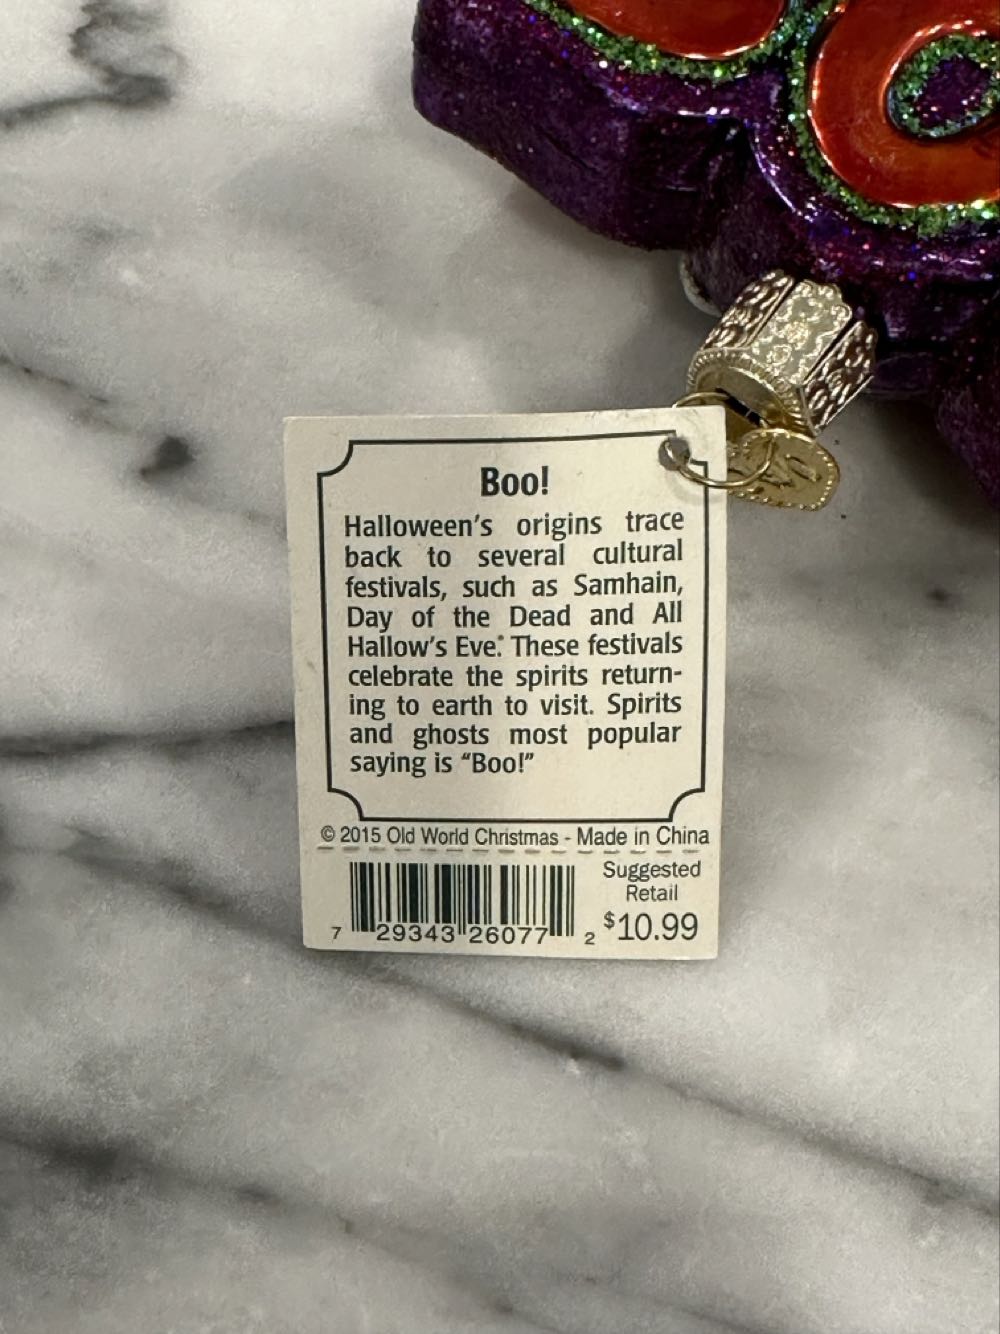 Boo!
Halloween's origins trace
back to several cultural
festivals, such as Samhain,
Day of the Dead and All
Hallow's Eve. These festivals
celebrate the spirits return-
ing to earth to visit. Spirits
and ghosts most popular
saying is “Boo!”
© 2015 Old World Christmas - Made in China
Suggested
Retail
$10.99
7 29343 26077 2